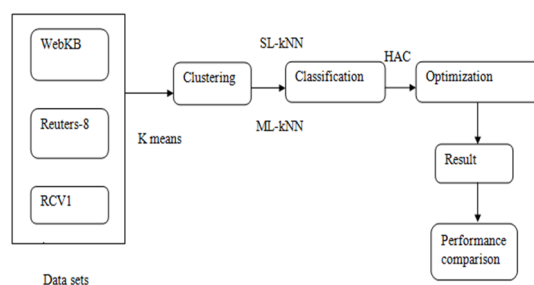 WebKB
Reuters-8
RCV1
Data sets
K means
Clustering
SL-kNN
ML-kNN
Classification
HAC
Optimization
Result
Performance
comparison